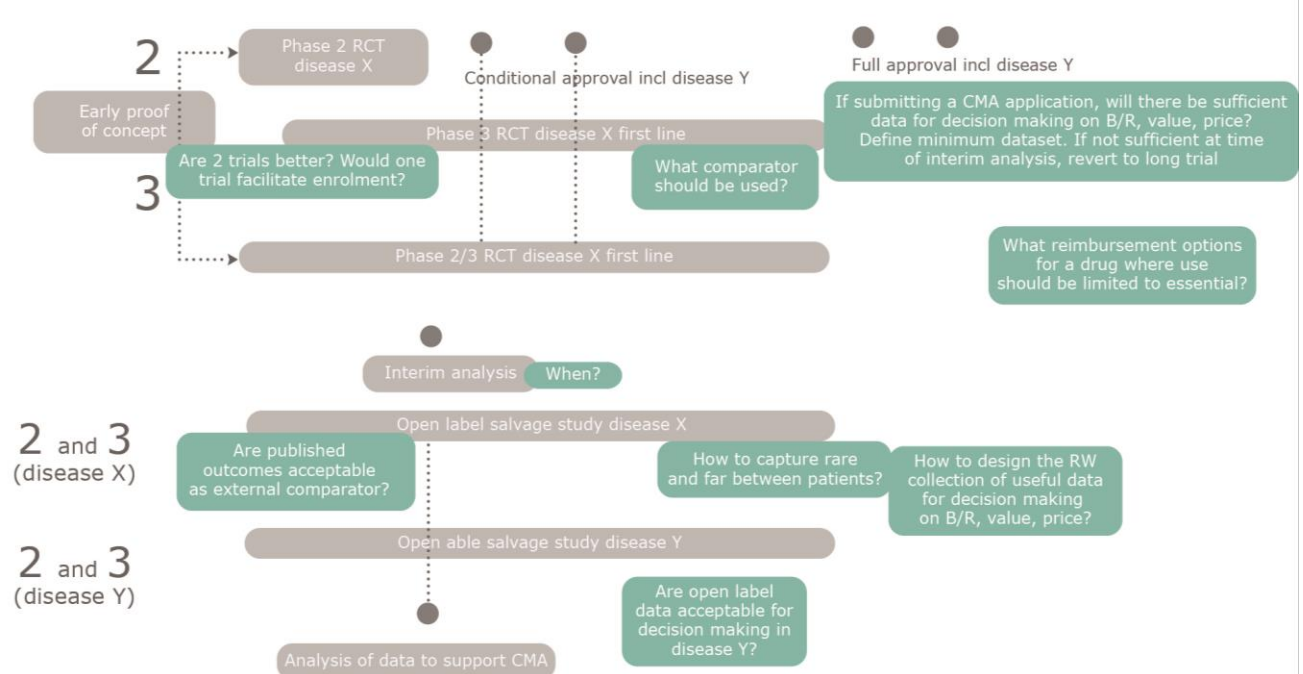 2
Phase 2 RCT
disease X
Conditional approval incl disease Y
Full approval incl disease Y
Early proof
of concept
Phase 3 RCT disease X first line
If submitting a CMA application, will there be sufficient
data for decision making on B/R, value, price?
Define minimum dataset. If not sufficient at time
of interim analysis, revert to long trial
Are 2 trials better? Would one
trial facilitate enrolment?
What comparator
should be used?
3
Phase 2/3 RCT disease X first line
What reimbursement options
for a drug where use
should be limited to essential?
Interim analysis
When?
2 and 3
(disease X)
Open label salvage study disease X
Are published
outcomes acceptable
as external comparator?
How to capture rare
and far between patients?
How to design the RW
collection of useful data
for decision making
on B/R, value, price?
2 and 3
(disease Y)
Open able salvage study disease Y
Are open label
data acceptable for
decision making in
disease Y?
Analysis of data to support CMA